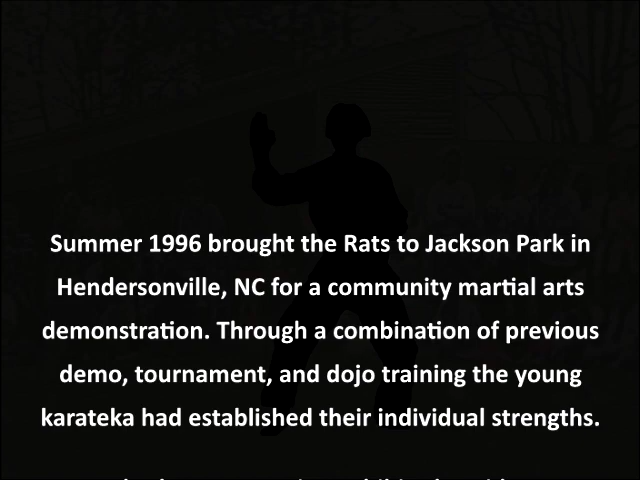 Summer 1996 brought the Rats to Jackson Park in
Hendersonville, NC for a community martial arts
demonstration. Through a combination of previous
demo, tournament, and dojo training the young
karateka had established their individual strengths.